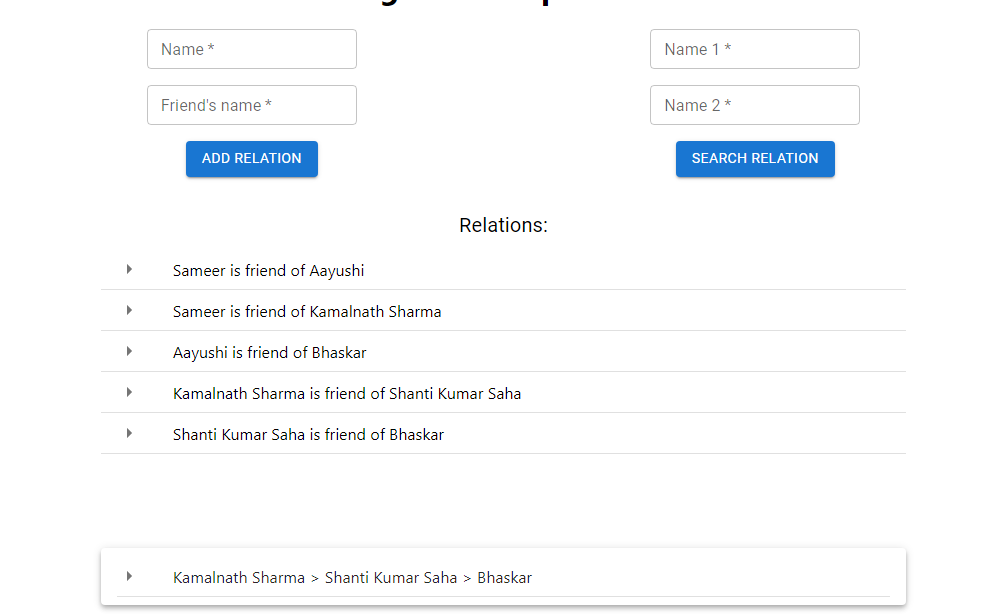 Name *
Name 1 *
Friend's name *
Name 2 *
ADD RELATION
SEARCH RELATION
Relations:
Sameer is friend of Aayushi
Sameer is friend of Kamalnath Sharma
Aayushi is friend of Bhaskar
Kamalnath Sharma is friend of Shanti Kumar Saha
Shanti Kumar Saha is friend of Bhaskar
Kamalnath Sharma > Shanti Kumar Saha > Bhaskar